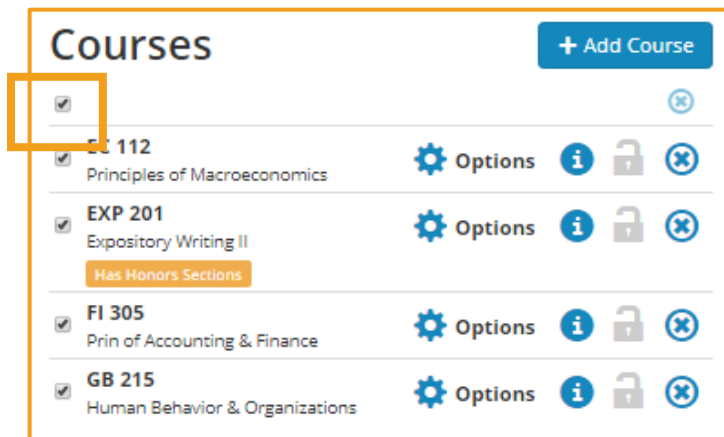 Courses
+ Add Course
EC 112
Options
Principles of Macroeconomics
EXP 201
Options
Expository Writing II
Has Honors Sections
FI 305
Options
Prin of Accounting & Finance
GB 215
Options
Human Behavior & Organizations